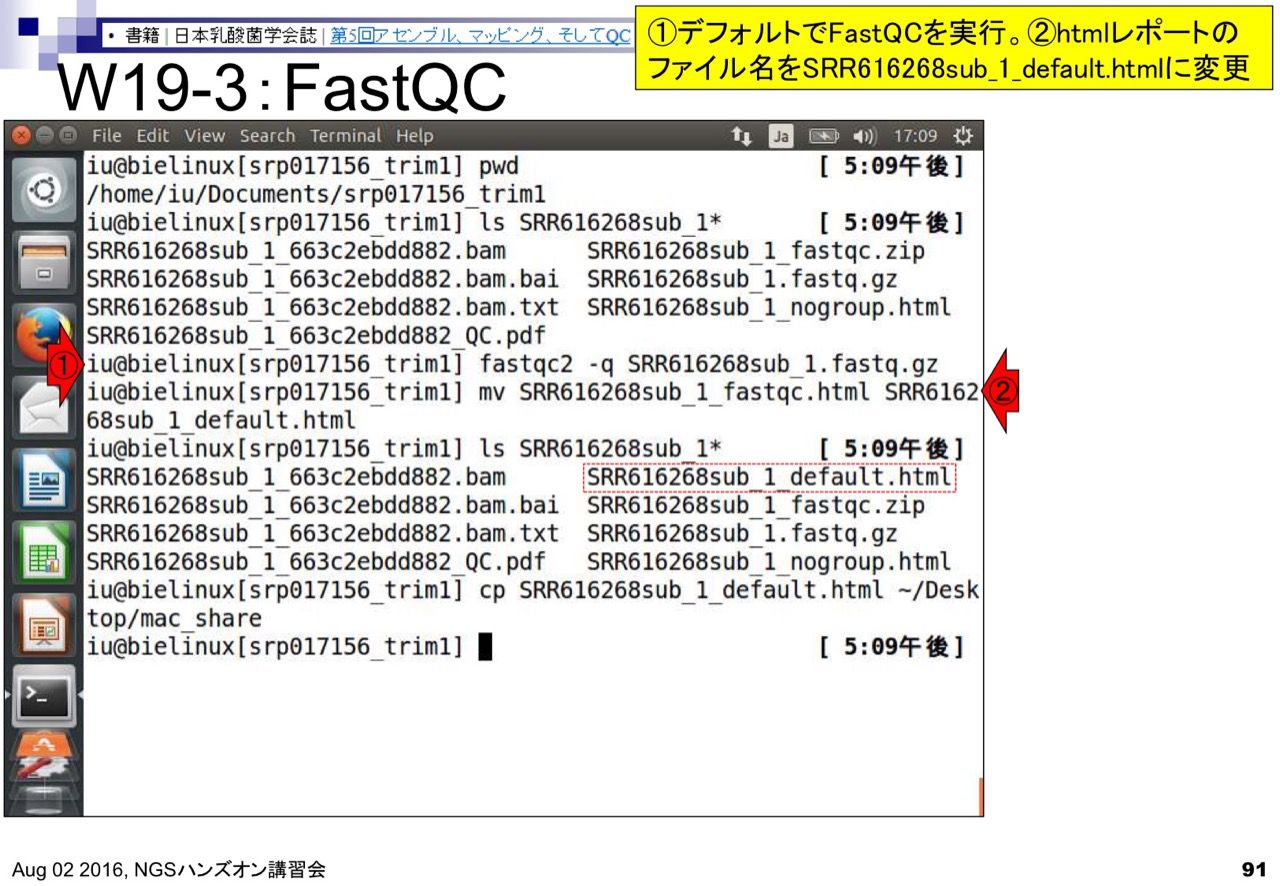 • 書籍 | 日本乳酸菌学会誌 | 第5回アセンブル、マッピング、そしてQC
①デフォルトでFastQCを実行。②htmlレポートの
ファイル名をSRR616268sub_1_default.htmlに変更
W19-3：FastQC
File Edit View Search Terminal Help Ja 17:09
iu@bielinux[srp017156_trim1] pwd [ 5:09午後]
/home/iu/Documents/srp017156_trim1
iu@bielinux[srp017156_trim1] ls SRR616268sub_1* [ 5:09午後]
SRR616268sub_1_663c2ebdd882.bam SRR616268sub_1_fastqc.zip
SRR616268sub_1_663c2ebdd882.bam.bai SRR616268sub_1.fastq.gz
SRR616268sub_1_663c2ebdd882.bam.txt SRR616268sub_1_nogroup.html
SRR616268sub_1_663c2ebdd882_QC.pdf
① iu@bielinux[srp017156_trim1] fastqc2 -q SRR616268sub_1.fastq.gz
iu@bielinux[srp017156_trim1] mv SRR616268sub_1_fastqc.html SRR6162 ②
68sub_1_default.html
iu@bielinux[srp017156_trim1] ls SRR616268sub_1* [ 5:09午後]
SRR616268sub_1_663c2ebdd882.bam SRR616268sub_1_default.html
SRR616268sub_1_663c2ebdd882.bam.bai SRR616268sub_1_fastqc.zip
SRR616268sub_1_663c2ebdd882.bam.txt SRR616268sub_1.fastq.gz
SRR616268sub_1_663c2ebdd882_QC.pdf SRR616268sub_1_nogroup.html
iu@bielinux[srp017156_trim1] cp SRR616268sub_1_default.html ~/Desk
top/mac_share
iu@bielinux[srp017156_trim1] [ 5:09午後]
Aug 02 2016, NGSハンズオン講習会
91